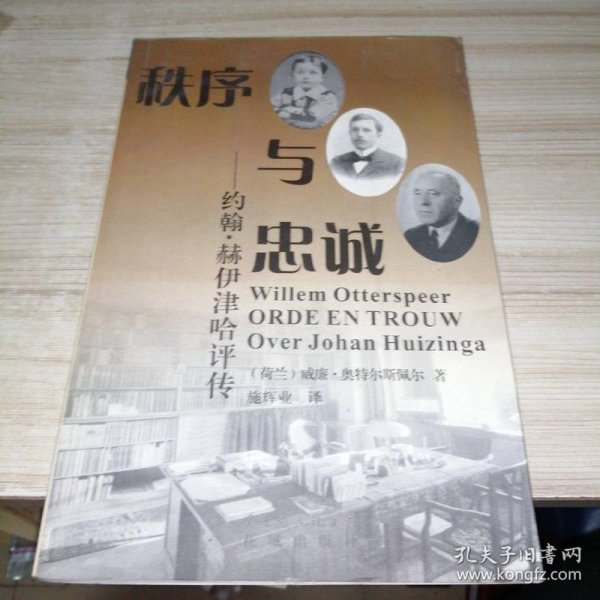 秩序
与
忠诚
——约翰·赫伊津哈评传
Willem Otterspeer
ORDE EN TROUW
Over Johan Huizinga
（荷兰）威廉·奥特尔斯佩尔 著
施辉业 译
孔夫子旧书网
www.kongfz.com